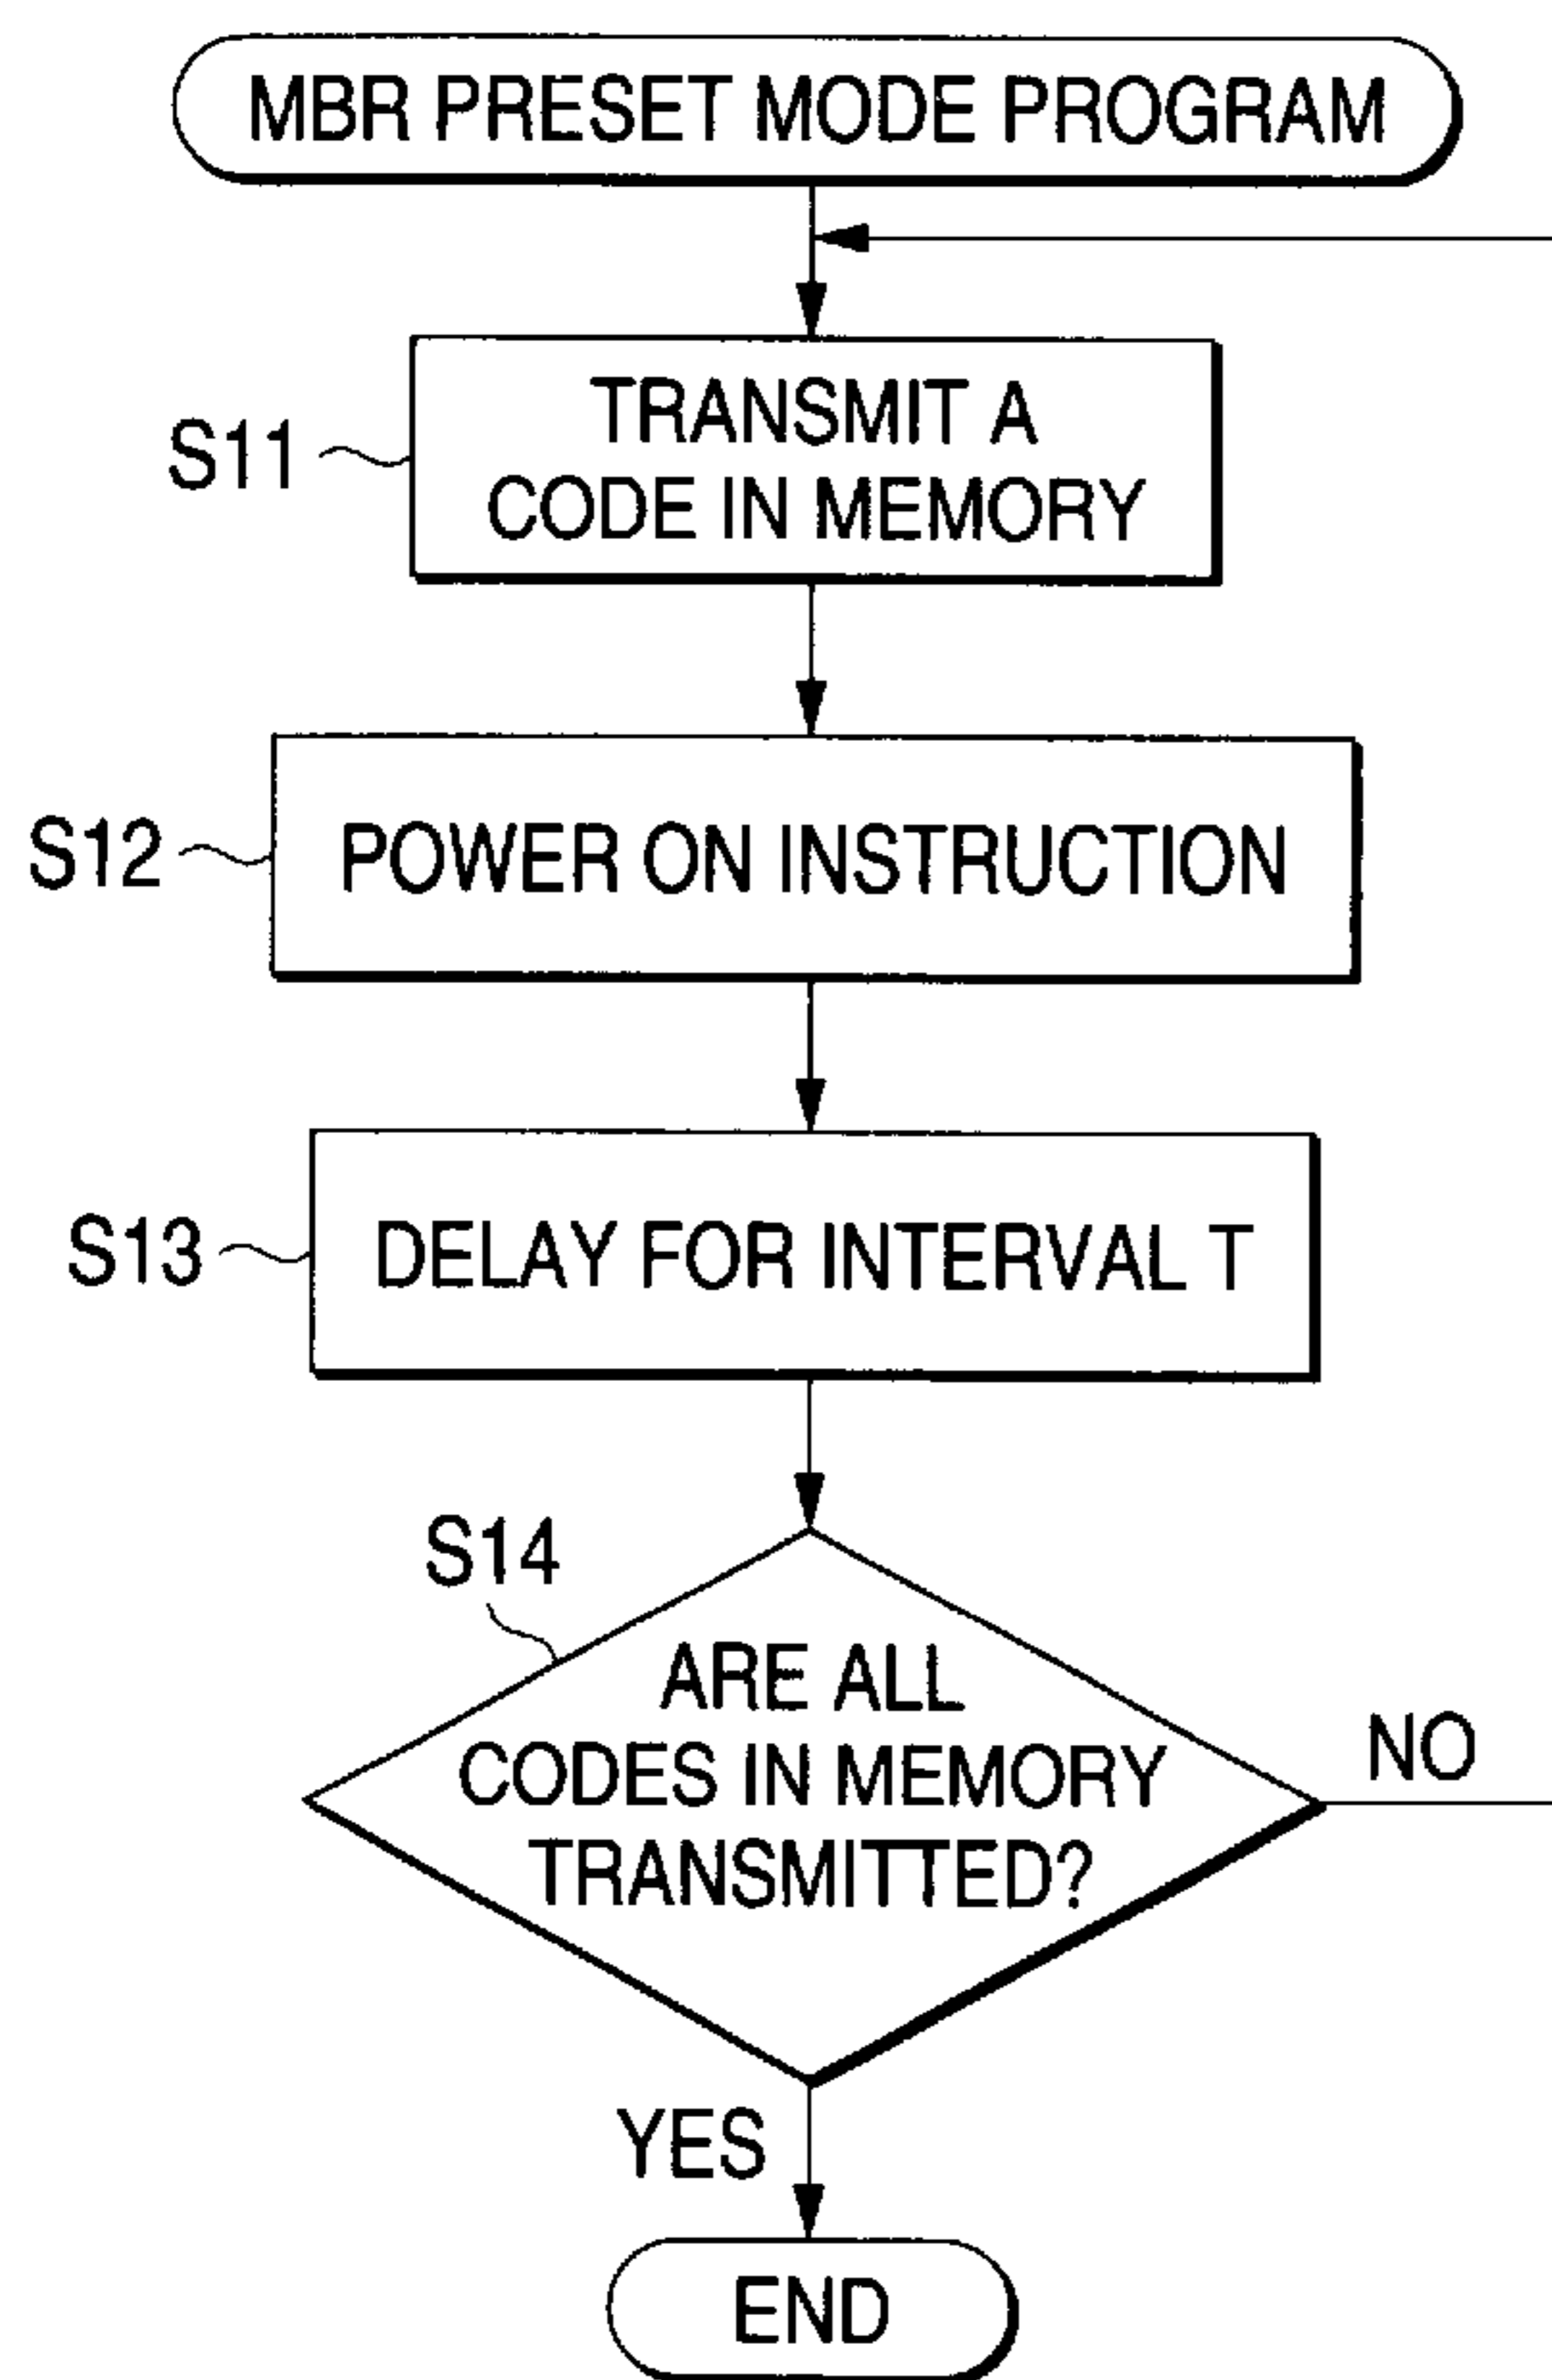 MBR PRESET MODE PROGRAM
S11
TRANSMIT A
CODE IN MEMORY
S12
POWER ON INSTRUCTION
S13
DELAY FOR INTERVAL T
S14
ARE ALL
CODES IN MEMORY
TRANSMITTED?
NO
YES
END